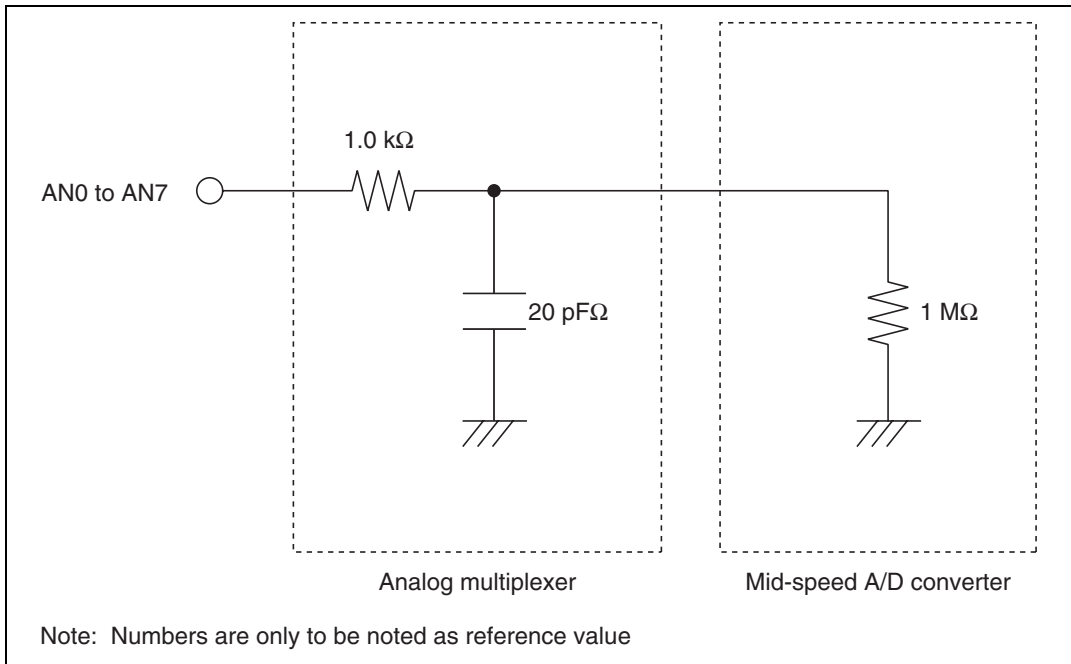 1.0 kΩ
AN0 to AN7
20 pFΩ
1 MΩ
Analog multiplexer
Mid-speed A/D converter
Note: Numbers are only to be noted as reference value